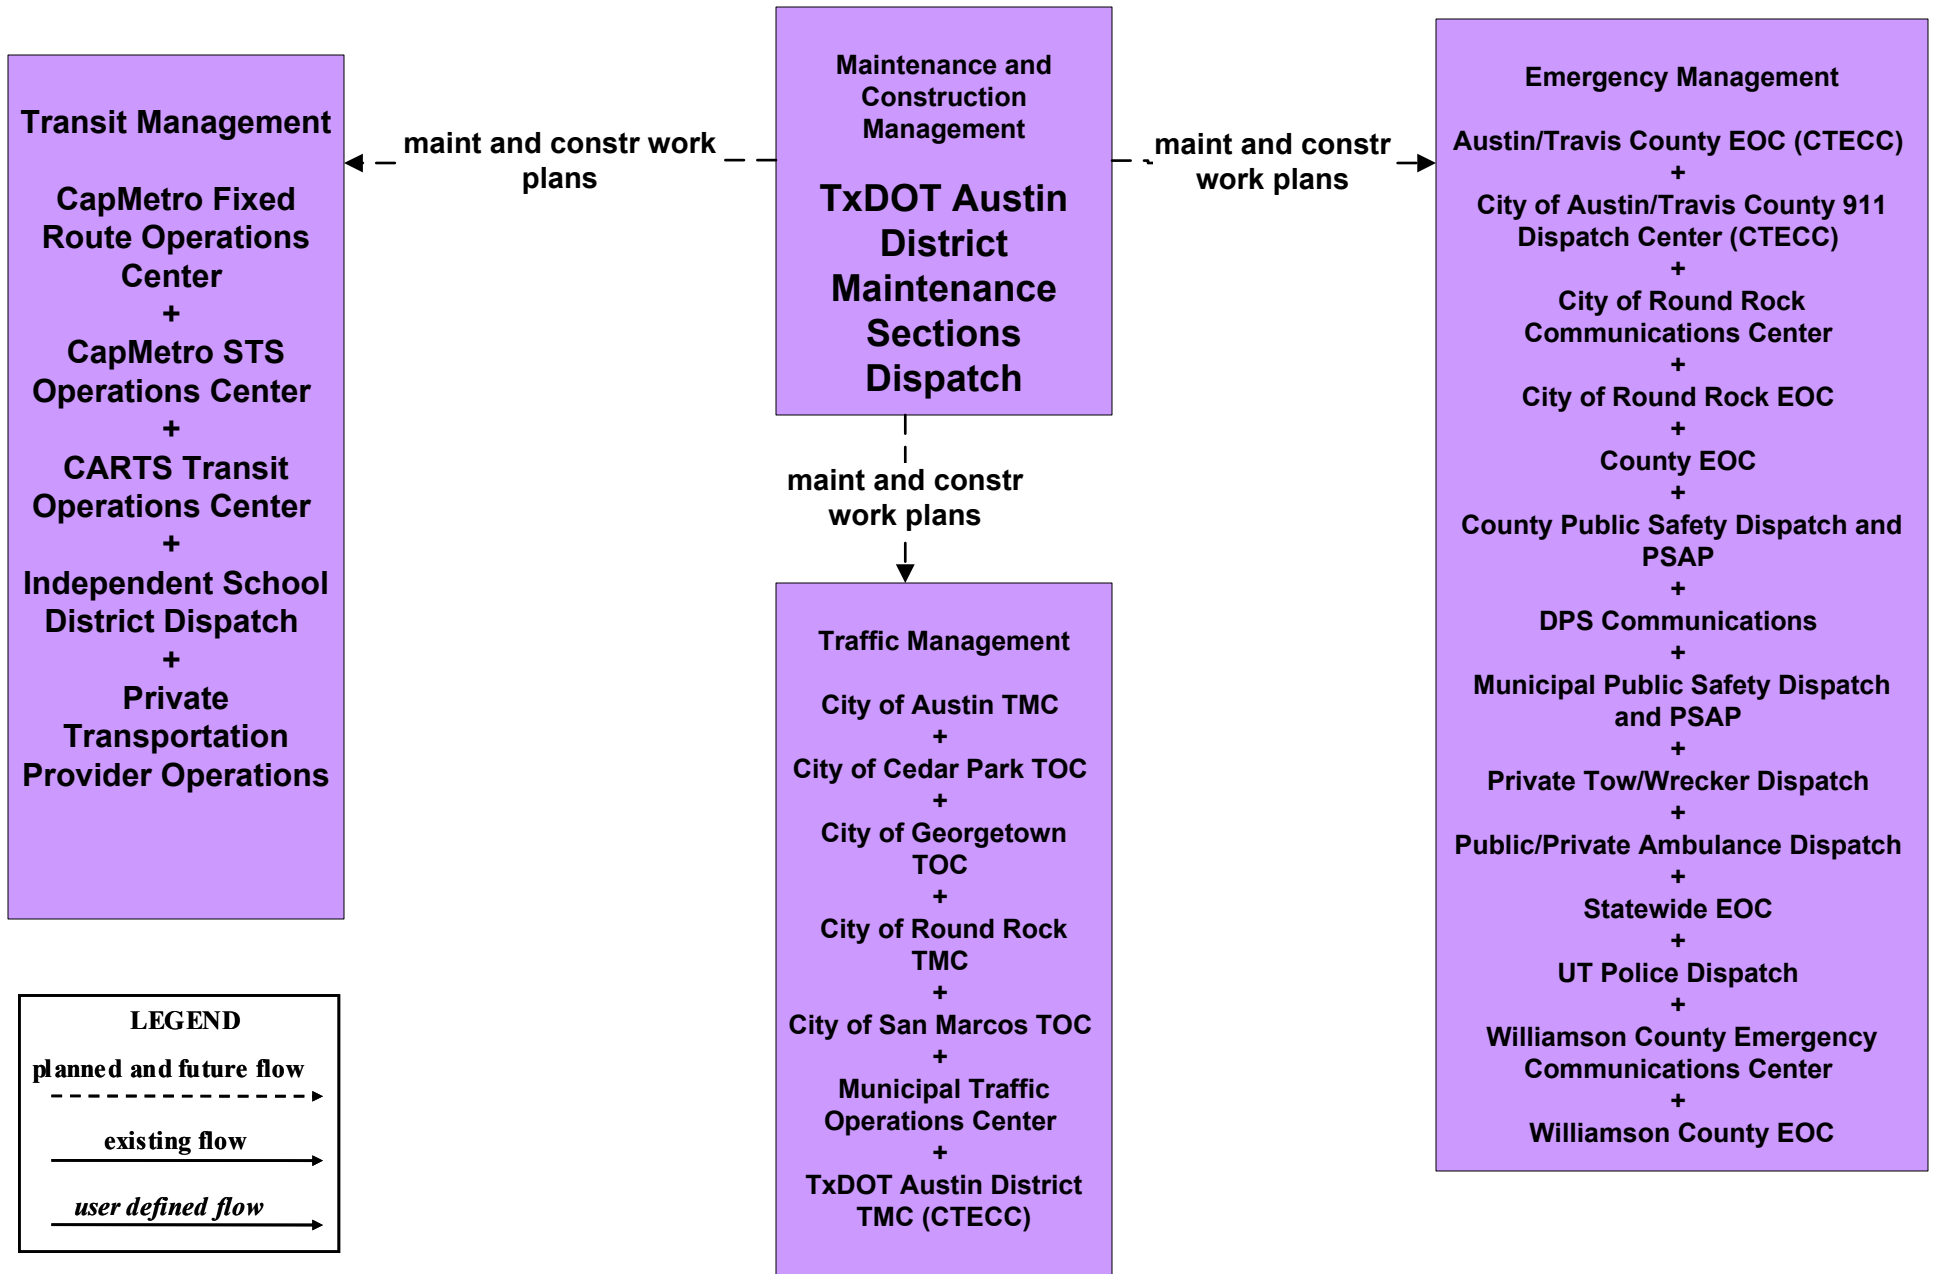 Transit Management
CapMetro Fixed
Route Operations
Center
+
CapMetro STS
Operations Center
+
CARTS Transit
Operations Center
+
Independent School
District Dispatch
+
Private
Transportation
Provider Operations
maint and constr work
plans
Maintenance and
Construction
Management
TxDOT Austin
District
Maintenance
Sections
Dispatch
maint and constr
work plans
maint and constr
work plans
Traffic Management
City of Austin TMC
+
City of Cedar Park TOC
+
City of Georgetown
TOC
+
City of Round Rock
TMC
+
City of San Marcos TOC
+
Municipal Traffic
Operations Center
+
TxDOT Austin District
TMC (CTECC)
Emergency Management
Austin/Travis County EOC (CTECC)
+
City of Austin/Travis County 911
Dispatch Center (CTECC)
+
City of Round Rock
Communications Center
+
City of Round Rock EOC
+
County EOC
+
County Public Safety Dispatch and
PSAP
+
DPS Communications
+
Municipal Public Safety Dispatch
and PSAP
+
Private Tow/Wrecker Dispatch
+
Public/Private Ambulance Dispatch
+
Statewide EOC
+
UT Police Dispatch
+
Williamson County Emergency
Communications Center
+
Williamson County EOC
LEGEND
planned and future flow
existing flow
user defined flow